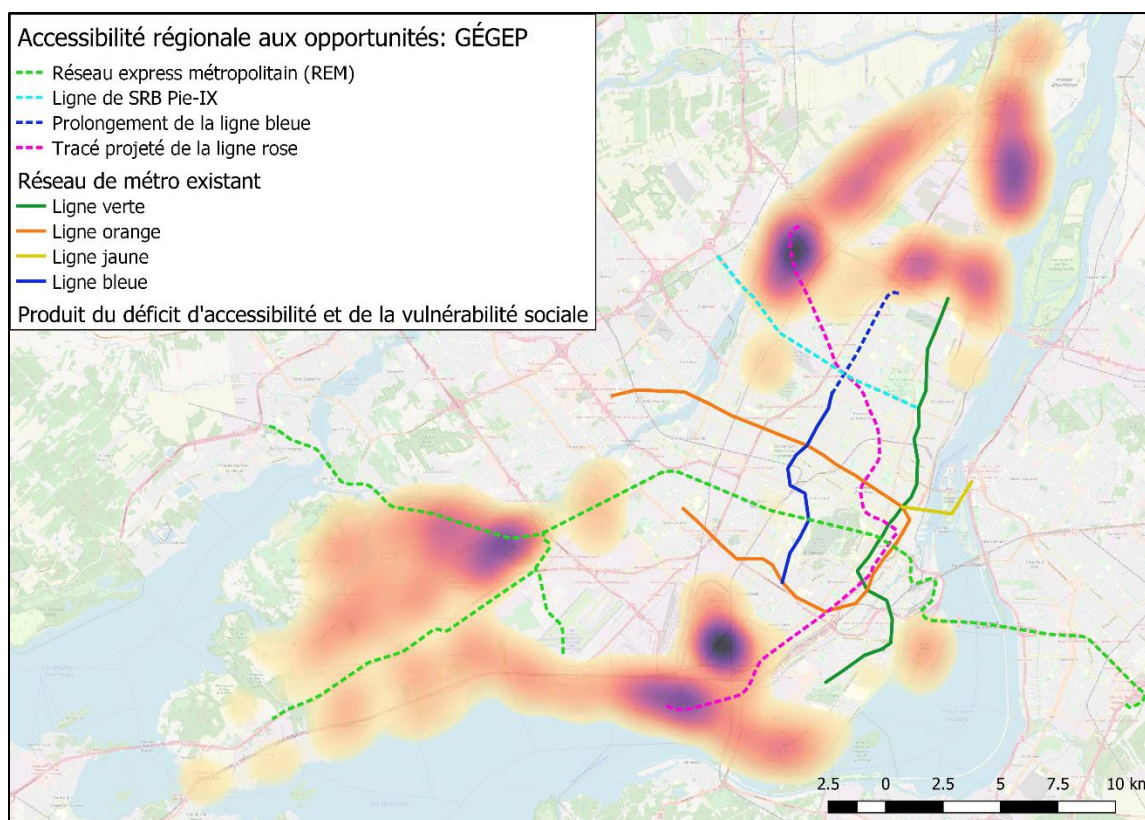 Accessibilité régionale aux opportunités: GÉGEP
Réseau express métropolitain (REM)
Ligne de SRB Pie-IX
Prolongement de la ligne bleue
Tracé projeté de la ligne rose
Réseau de métro existant
Ligne verte
Ligne orange
Ligne jaune
Ligne bleue
Produit du déficit d'accessibilité et de la vulnérabilité sociale
2.5 0 2.5 5 7.5 10 km